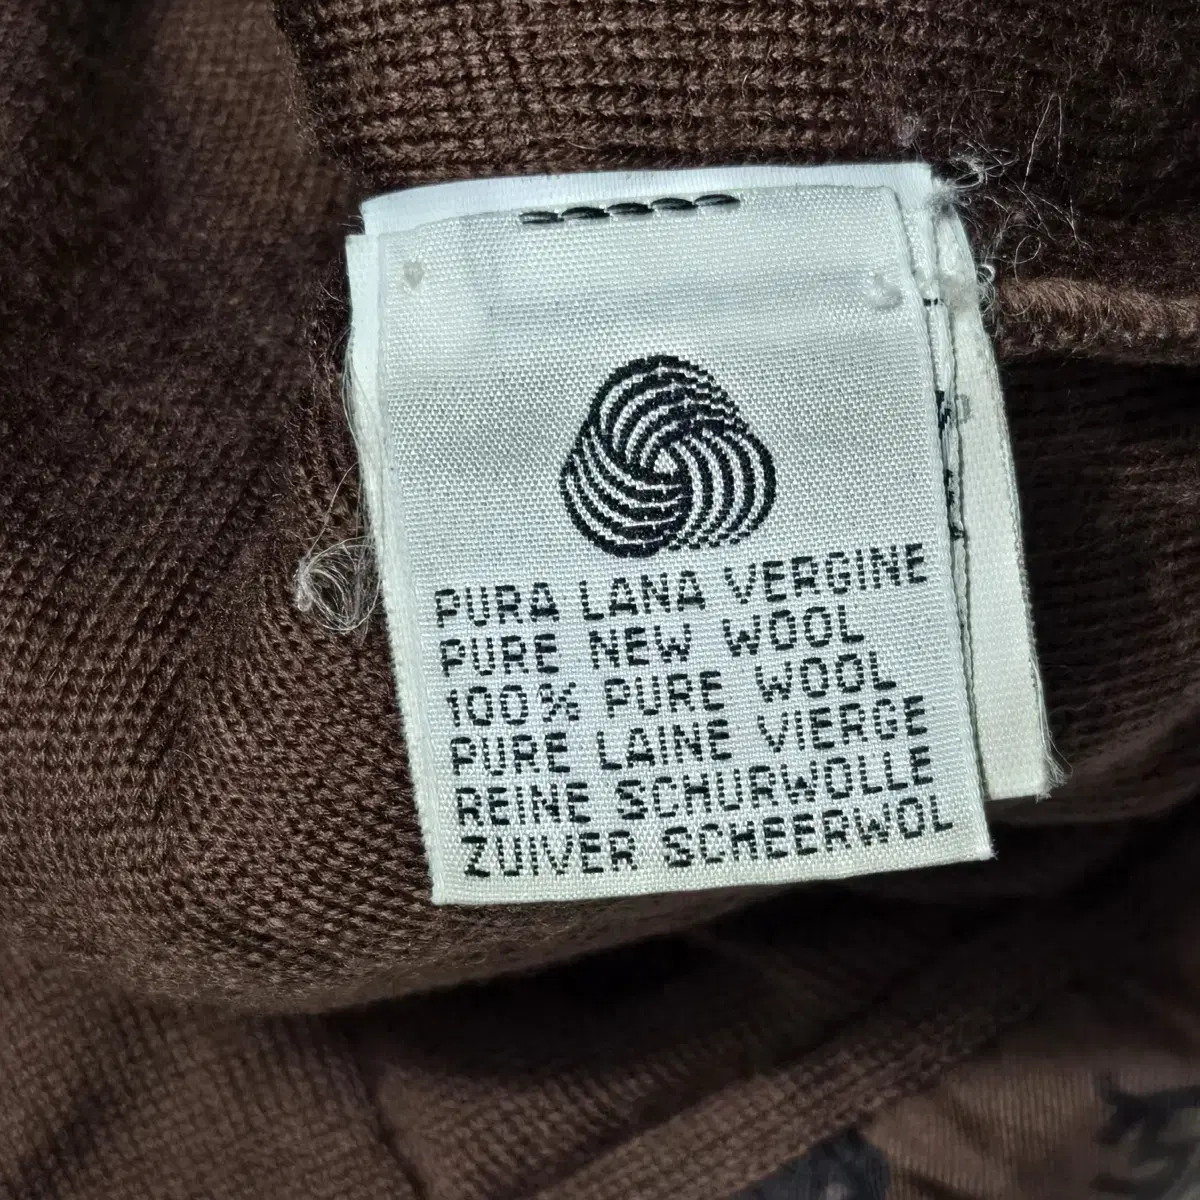 PURA LANA VERGINE
PURE NEW WOOL
100% PURE WOOL
PURE LAINE VIERGE
REINE SCHURWOLLE
ZUIVER SCHEERWOL